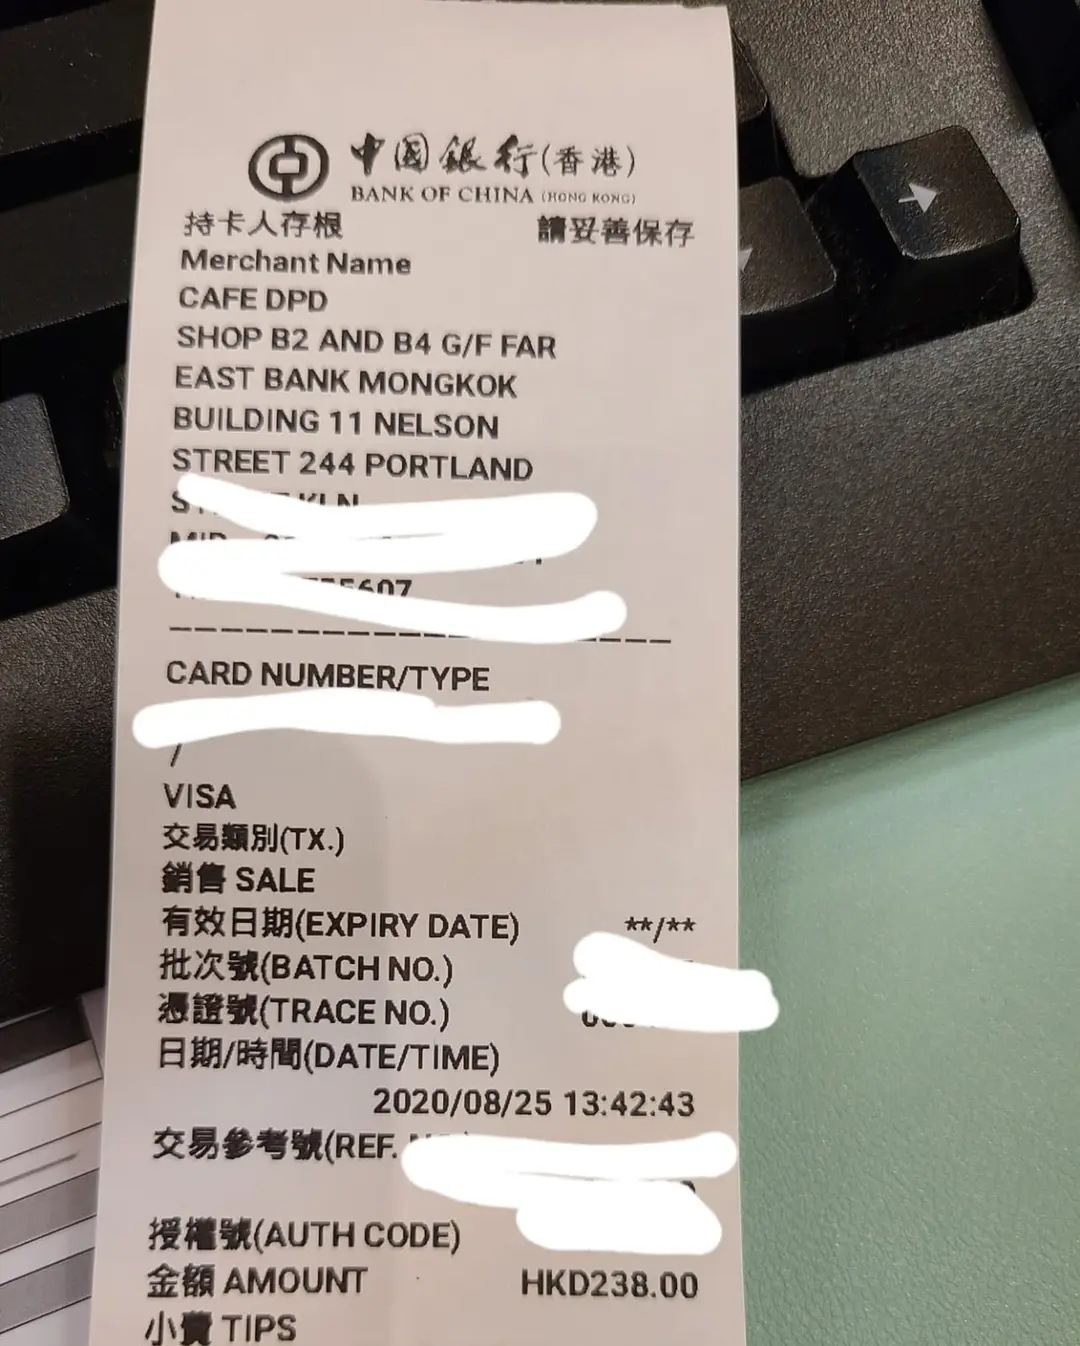 中国銀行(香港)
BANK OF CHINA (HONG KONG)
持卡人存根 請妥善保存
Merchant Name
CAFE DPD
SHOP B2 AND B4 G/F FAR
EAST BANK MONGKOK
BUILDING 11 NELSON
STREET 244 PORTLAND
KLN
5607
CARD NUMBER/TYPE
/
VISA
交易類別(TX.)
銷售 SALE
有效日期(EXPIRY DATE) **/**
批次號(BATCH NO.)
憑證號(TRACE NO.)
日期/時間(DATE/TIME)
2020/08/25 13:42:43
交易參考號(REF.
授權號(AUTH CODE)
金額 AMOUNT HKD238.00
小費 TIPS